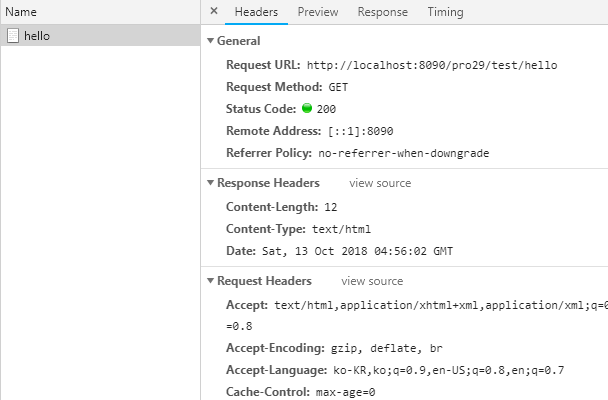 Name
× Headers Preview Response Timing
hello
▼General
Request URL: http://localhost:8090/pro29/test/hello
Request Method: GET
Status Code: 200
Remote Address: [::1]:8090
Referrer Policy: no-referrer-when-downgrade
▼Response Headers view source
Content-Length: 12
Content-Type: text/html
Date: Sat, 13 Oct 2018 04:56:02 GMT
▼Request Headers view source
Accept: text/html,application/xhtml+xml,application/xml;q=0
=0.8
Accept-Encoding: gzip, deflate, br
Accept-Language: ko-KR,ko;q=0.9,en-US;q=0.8,en;q=0.7
Cache-Control: max-age=0